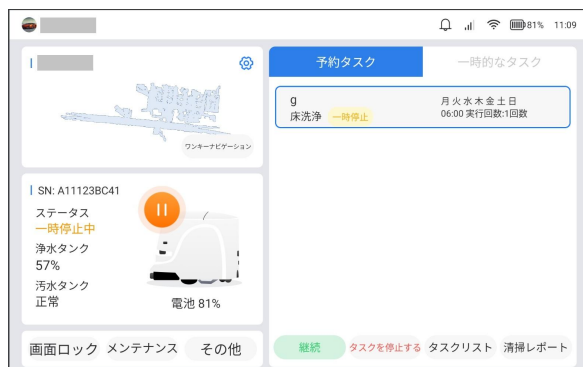 81% 11:09
ワンキーナビゲーション
SN: A11123BC41
ステータス
一時停止中
浄水タンク
57%
汚水タンク
正常
電池 81%
画面ロック メンテナンス その他
予約タスク 一時的なタスク
g
床洗浄 一時停止
月火水木金土日
06:00 実行回数:1回数
継続 タスクを停止する タスクリスト 清掃レポート